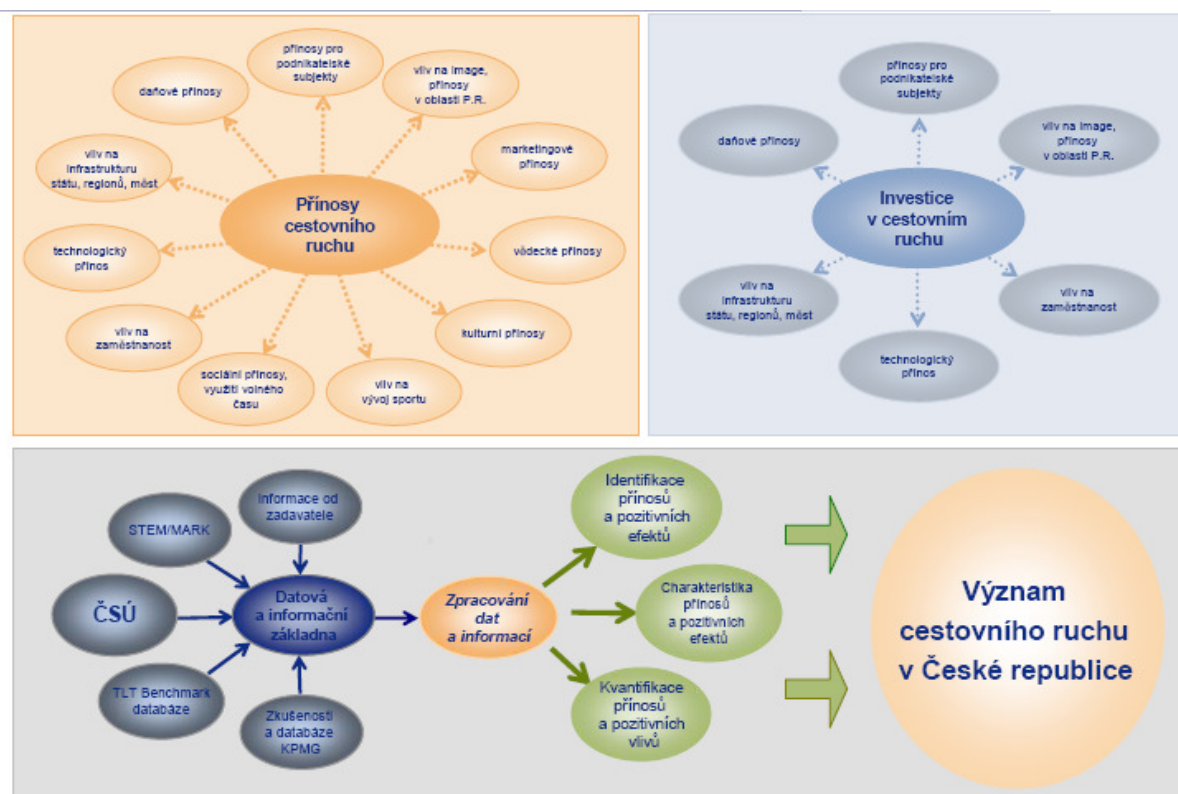 přínosy pro
podnikatelské
subjekty
vliv na image,
přínosy
v oblasti P.R.
daňové přínosy
marketingové
přínosy
vliv na
infrastrukturu
státu, regionů, měst
Přínosy
cestovního
ruchu
technologický
přínos
vědecké přínosy
vliv na
zaměstnanost
kulturní přínosy
sociální přínosy,
využití volného
času
vliv na
vývoj sportu
přínosy pro
podnikatelské
subjekty
daňové přínosy
vliv na image,
přínosy
v oblasti P.R.
Investice
v cestovním
ruchu
vliv na
infrastrukturu
státu, regionů, měst
vliv na
zaměstnanost
technologický
přínos
Informace od
zadavatele
STEM/MARK
ČSÚ
TLT Benchmark
databáze
Zkušenosti
a databáze
KPMG
Datová
a informační
základna
Zpracování
dat
a informací
Identifikace
přínosů
a pozitivních
efektů
Charakteristika
přínosů
a pozitivních
efektů
Kvantifikace
přínosů
a pozitivních
vlivů
Význam
cestovního ruchu
v České republice